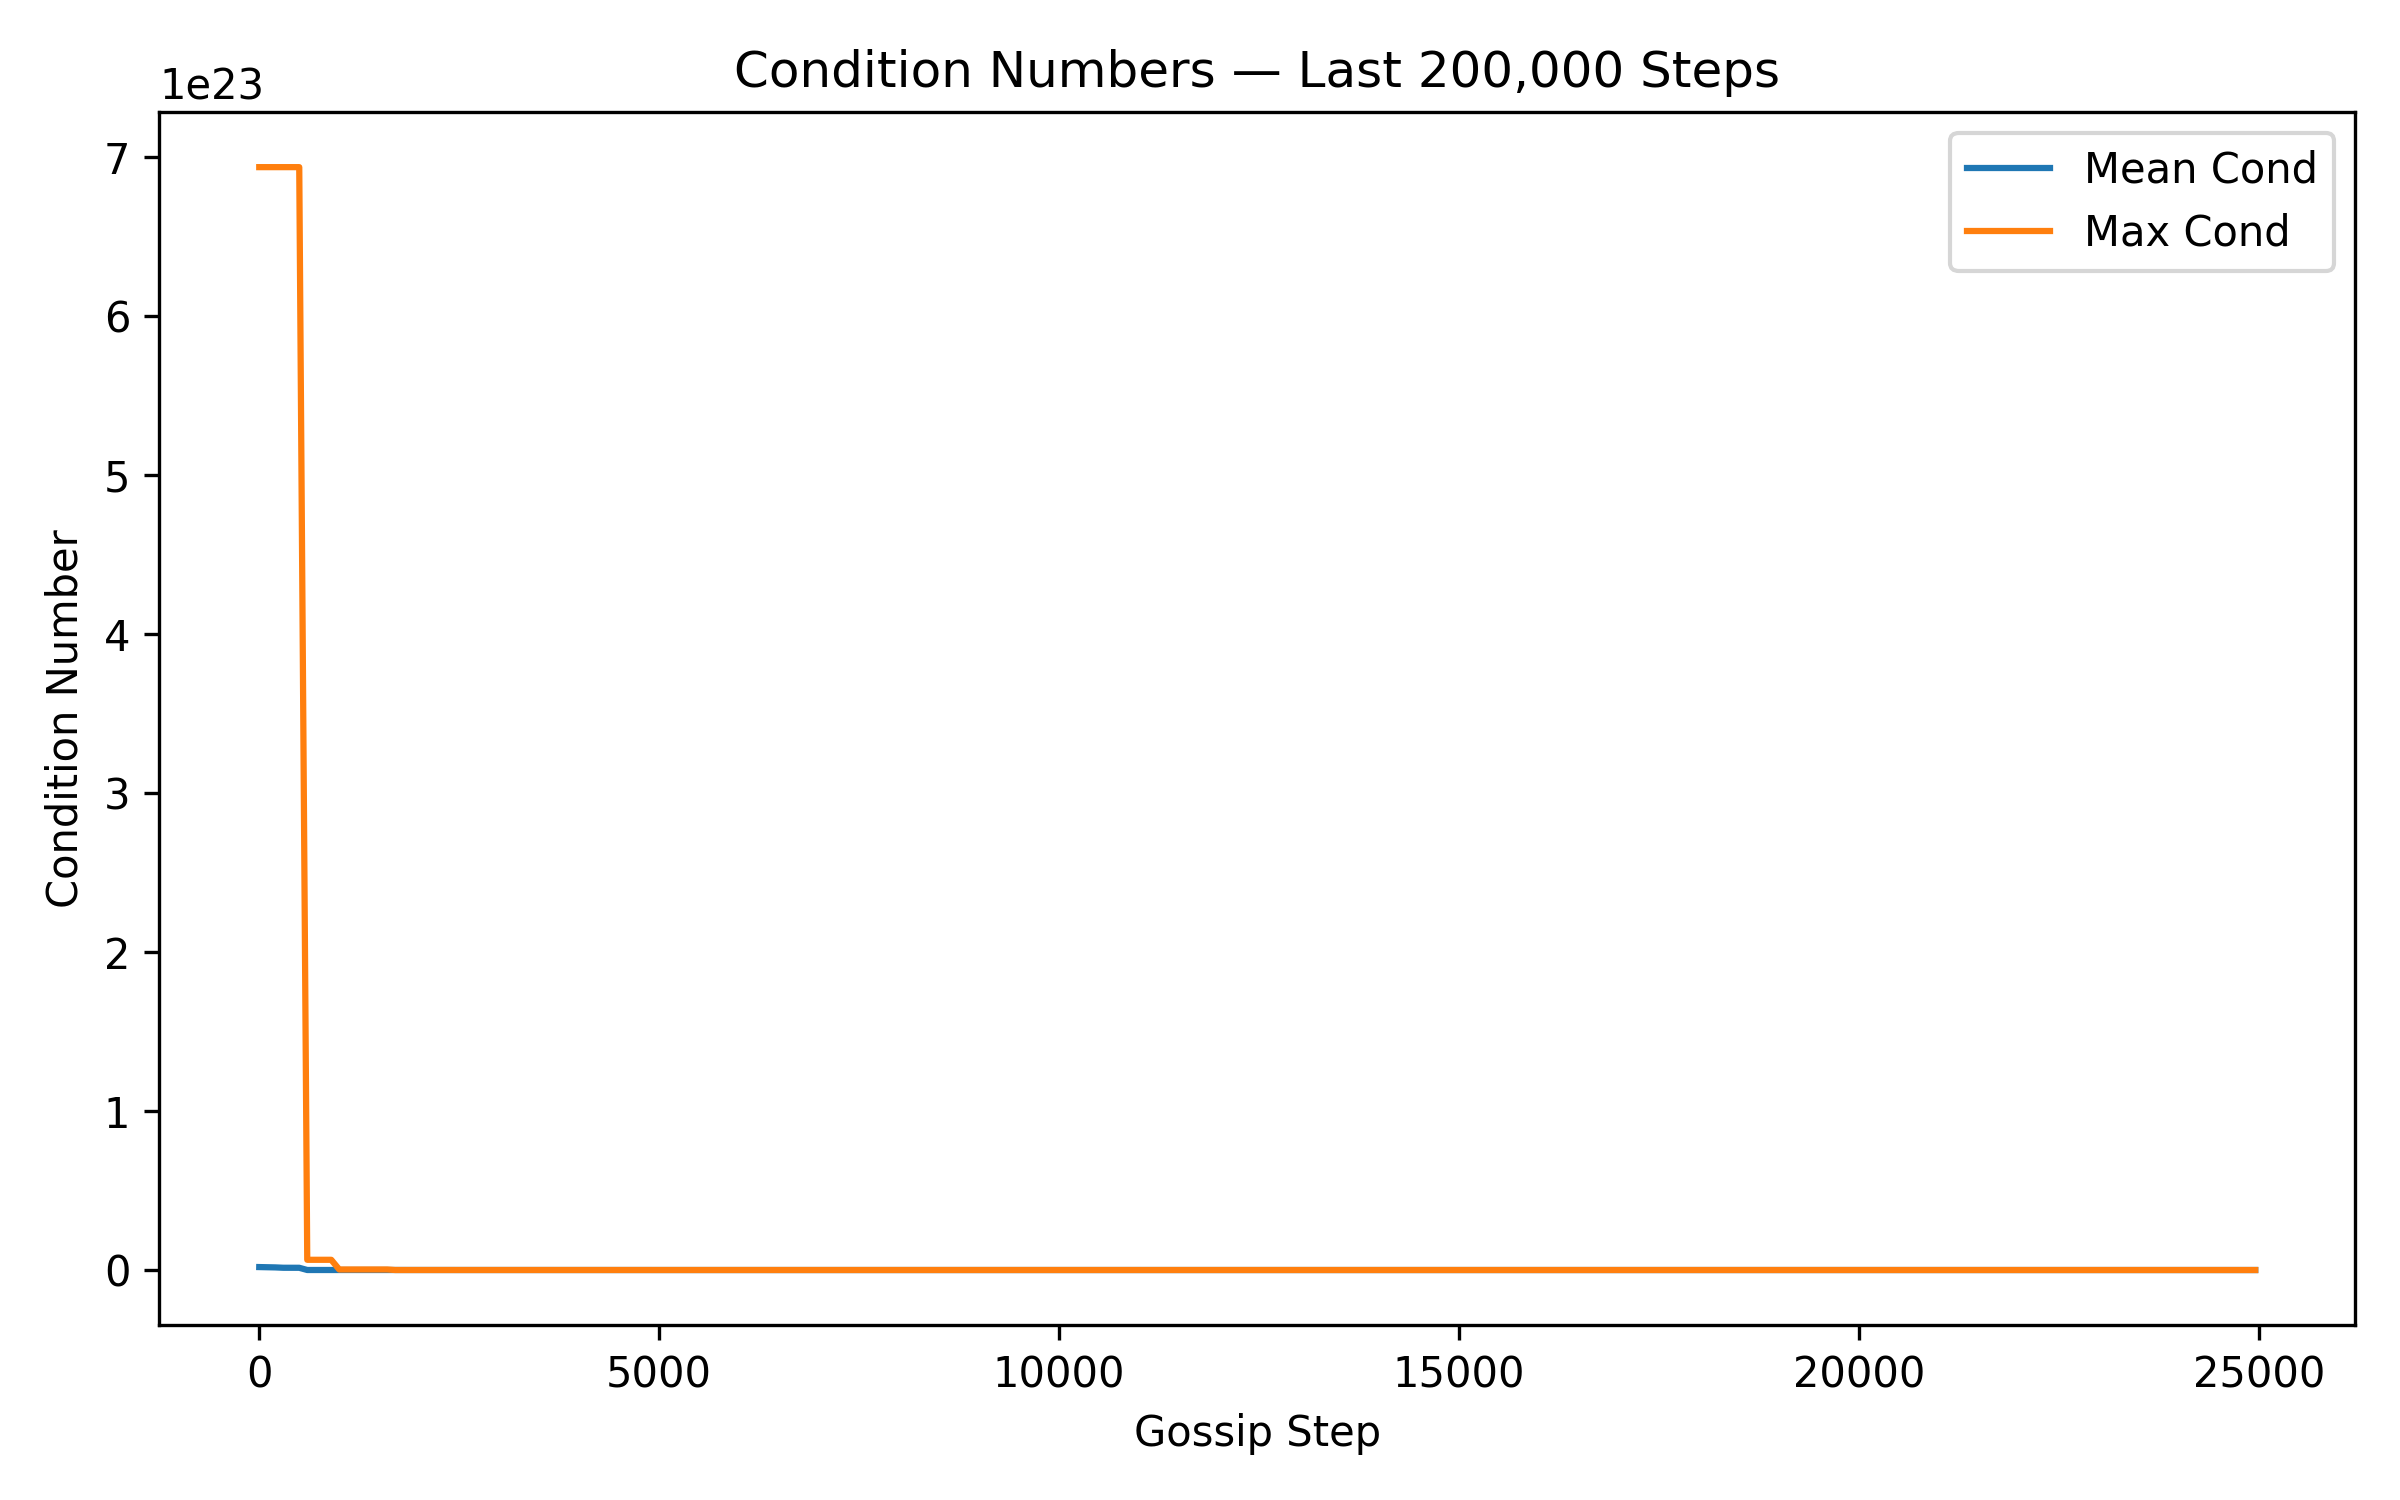 Condition Numbers — Last 200,000 Steps
1e23
Mean Cond
Max Cond
7
6
5
4
3
2
1
0
Condition Number
0 5000 10000 15000 20000 25000
Gossip Step